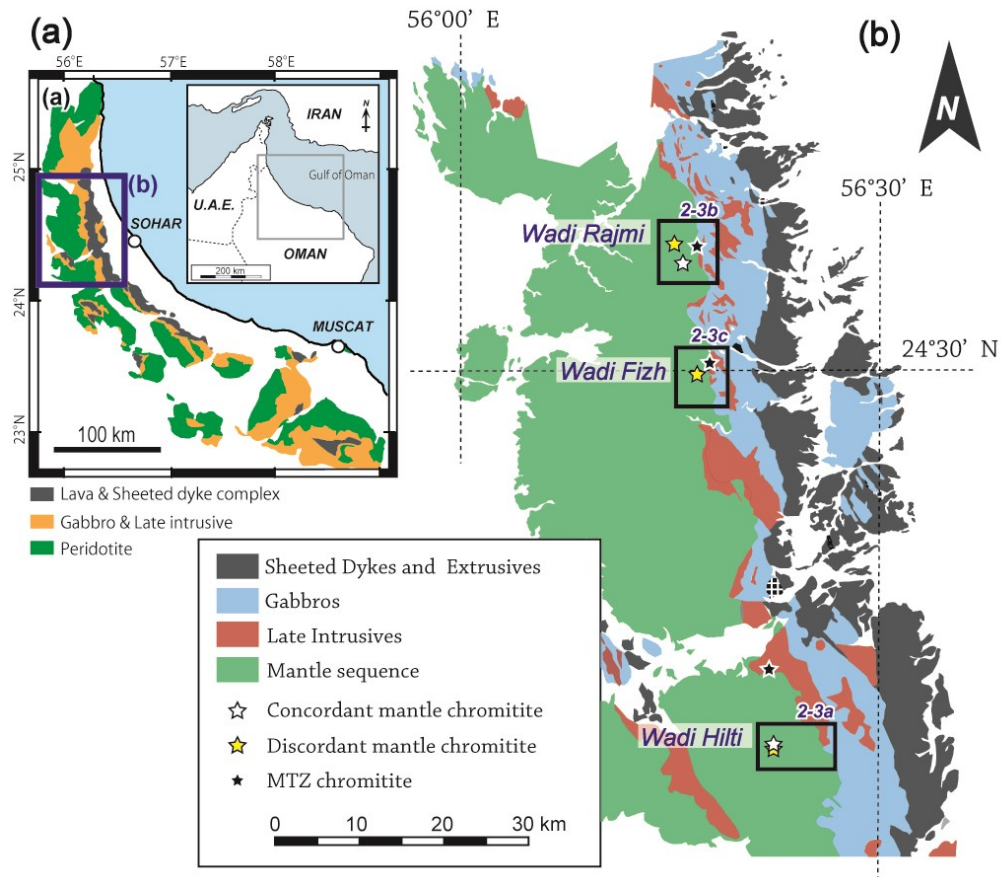 (a)
56°E 57°E 58°E
(a)
IRAN
N
Gulf of Oman
U.A.E.
OMAN
200 km
25°N
24°N
23°N
(b)
SOHAR
MUSCAT
100 km
Lava & Sheeted dyke complex
Gabbro & Late intrusive
Peridotite
56°00' E
(b)
N
56°30' E
2-3b
Wadi Rajmi
2-3c
24°30' N
Wadi Fizh
2-3a
Wadi Hilti
Sheeted Dykes and Extrusives
Gabbros
Late Intrusives
Mantle sequence
Concordant mantle chromitite
Discordant mantle chromitite
MTZ chromitite
0 10 20 30 km